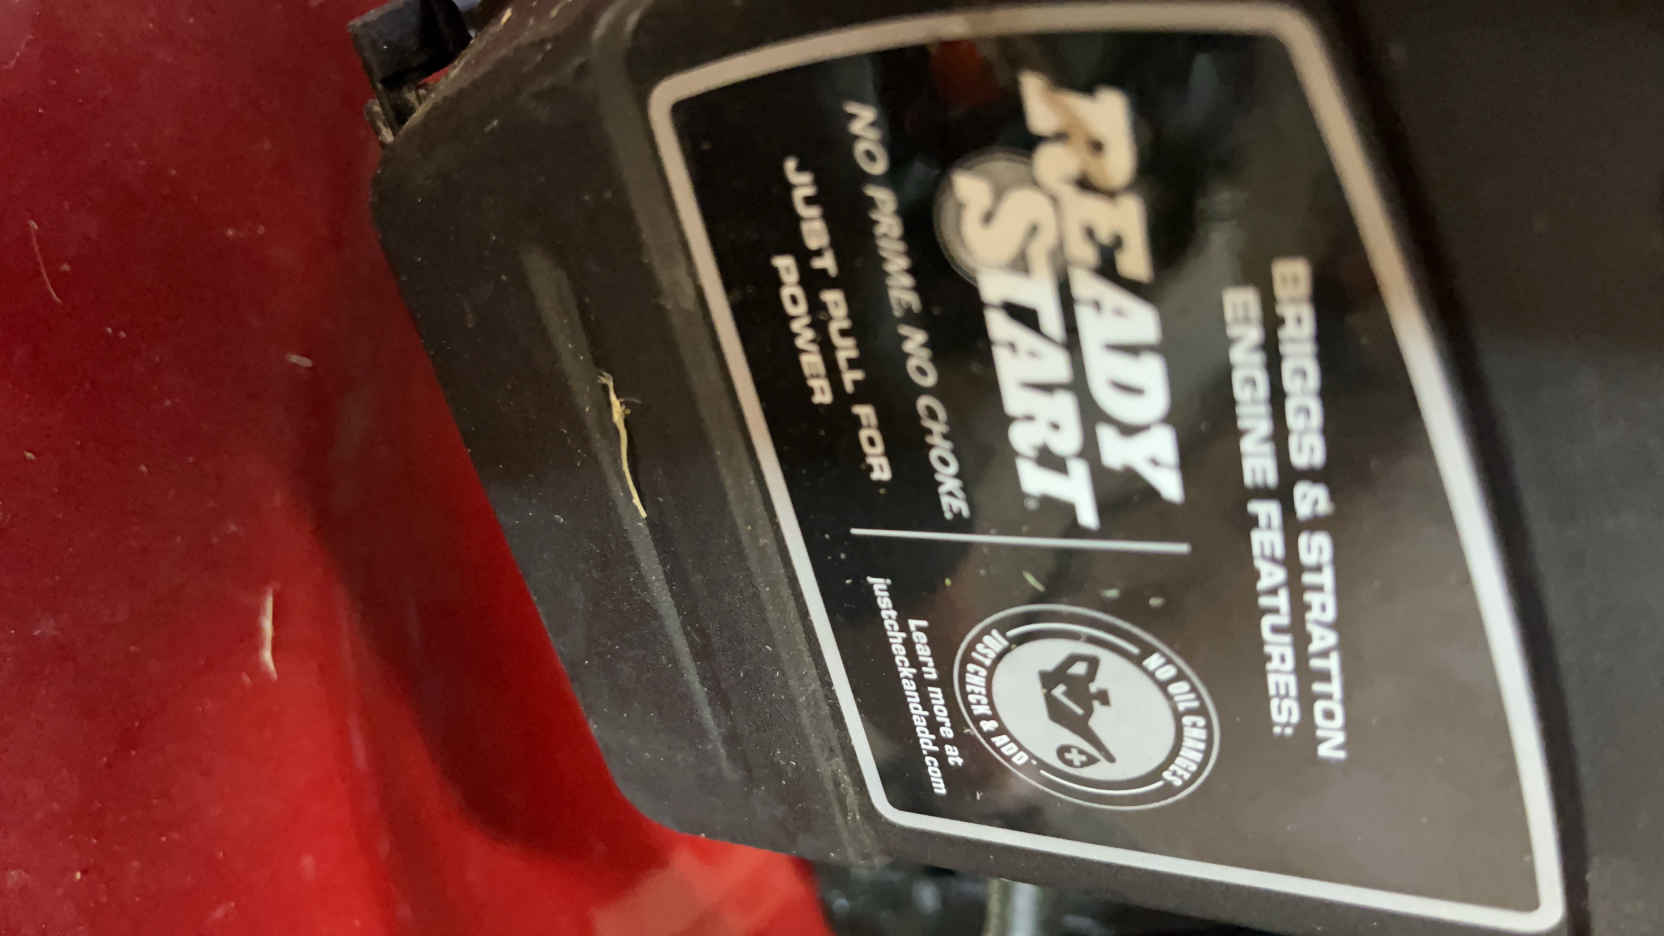 BRIGGS & STRATTON
ENGINE FEATURES:
READY
START
NO PRIME. NO CHOKE.
JUST PULL FOR
POWER
NO OIL CHANGES
JUST CHECK & ADD
Learn more at
justcheckandadd.com